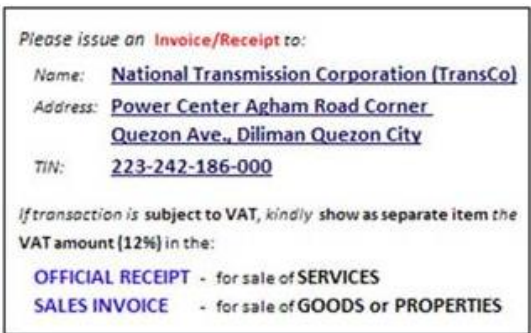 Please issue an Invoice/Receipt to:
Name: National Transmission Corporation (TransCo)
Address: Power Center Agham Road Corner
Quezon Ave., Diliman Quezon City
TIN: 223-242-186-000
If transaction is subject to VAT, kindly show as separate item the
VAT amount (12%) in the:
OFFICIAL RECEIPT - for sale of SERVICES
SALES INVOICE - for sale of GOODS or PROPERTIES